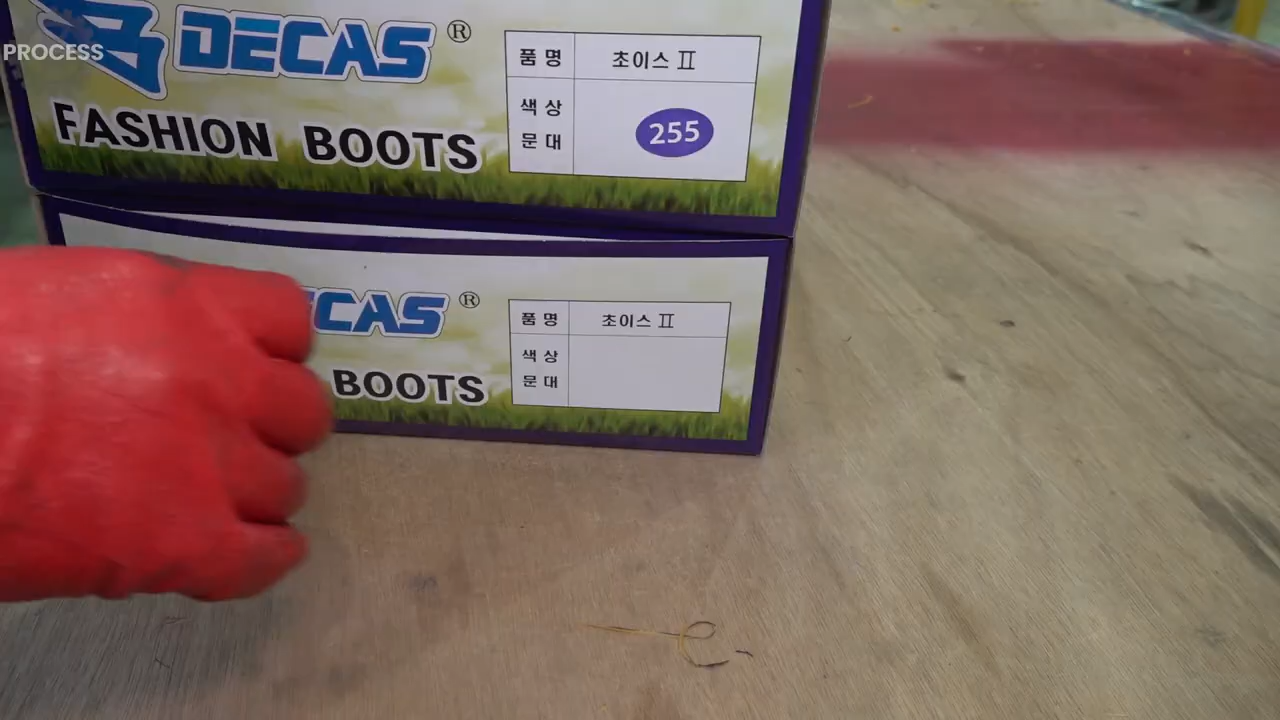 PROCESS
DECAS ®
FASHION BOOTS
품 명 초이스 Ⅱ
색 상
문 대
255
ECAS ®
BOOTS
품 명 초이스 Ⅱ
색 상
문 대